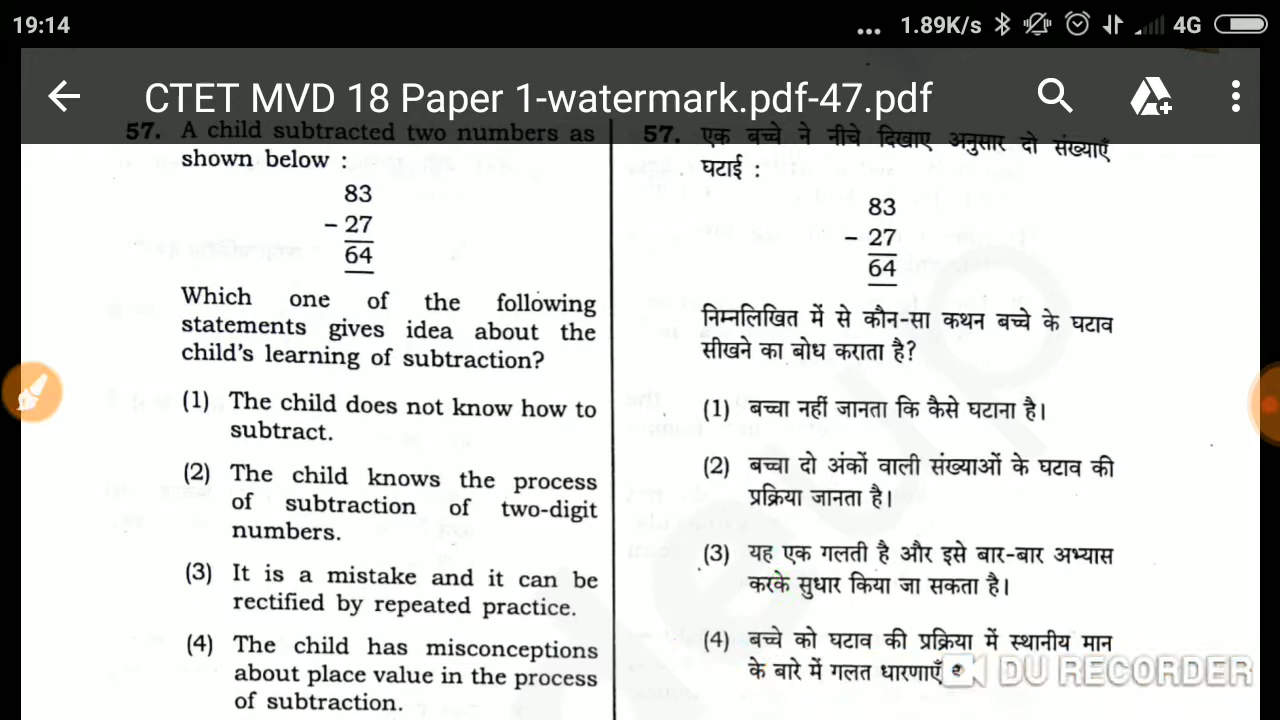 19:14
... 1.89K/s 4G
CTET MVD 18 Paper 1-watermark.pdf-47.pdf
57. A child subtracted two numbers as
shown below :
83
– 27
64
Which one of the following
statements gives idea about the
child's learning of subtraction?
(1) The child does not know how to
subtract.
(2) The child knows the process
of subtraction of two-digit
numbers.
(3) It is a mistake and it can be
rectified by repeated practice.
(4) The child has misconceptions
about place value in the process
of subtraction.
57. एक बच्चे ने नीचे दिखाए अनुसार दो संख्याएँ
घटाई :
83
– 27
64
निम्नलिखित में से कौन-सा कथन बच्चे के घटाव
सीखने का बोध कराता है?
(1) बच्चा नहीं जानता कि कैसे घटाना है।
(2) बच्चा दो अंकों वाली संख्याओं के घटाव की
प्रक्रिया जानता है।
(3) यह एक गलती है और इसे बार-बार अभ्यास
करके सुधार किया जा सकता है।
(4) बच्चे को घटाव की प्रक्रिया में स्थानीय मान
के बारे में गलत धारणाएँ
DU RECORDER